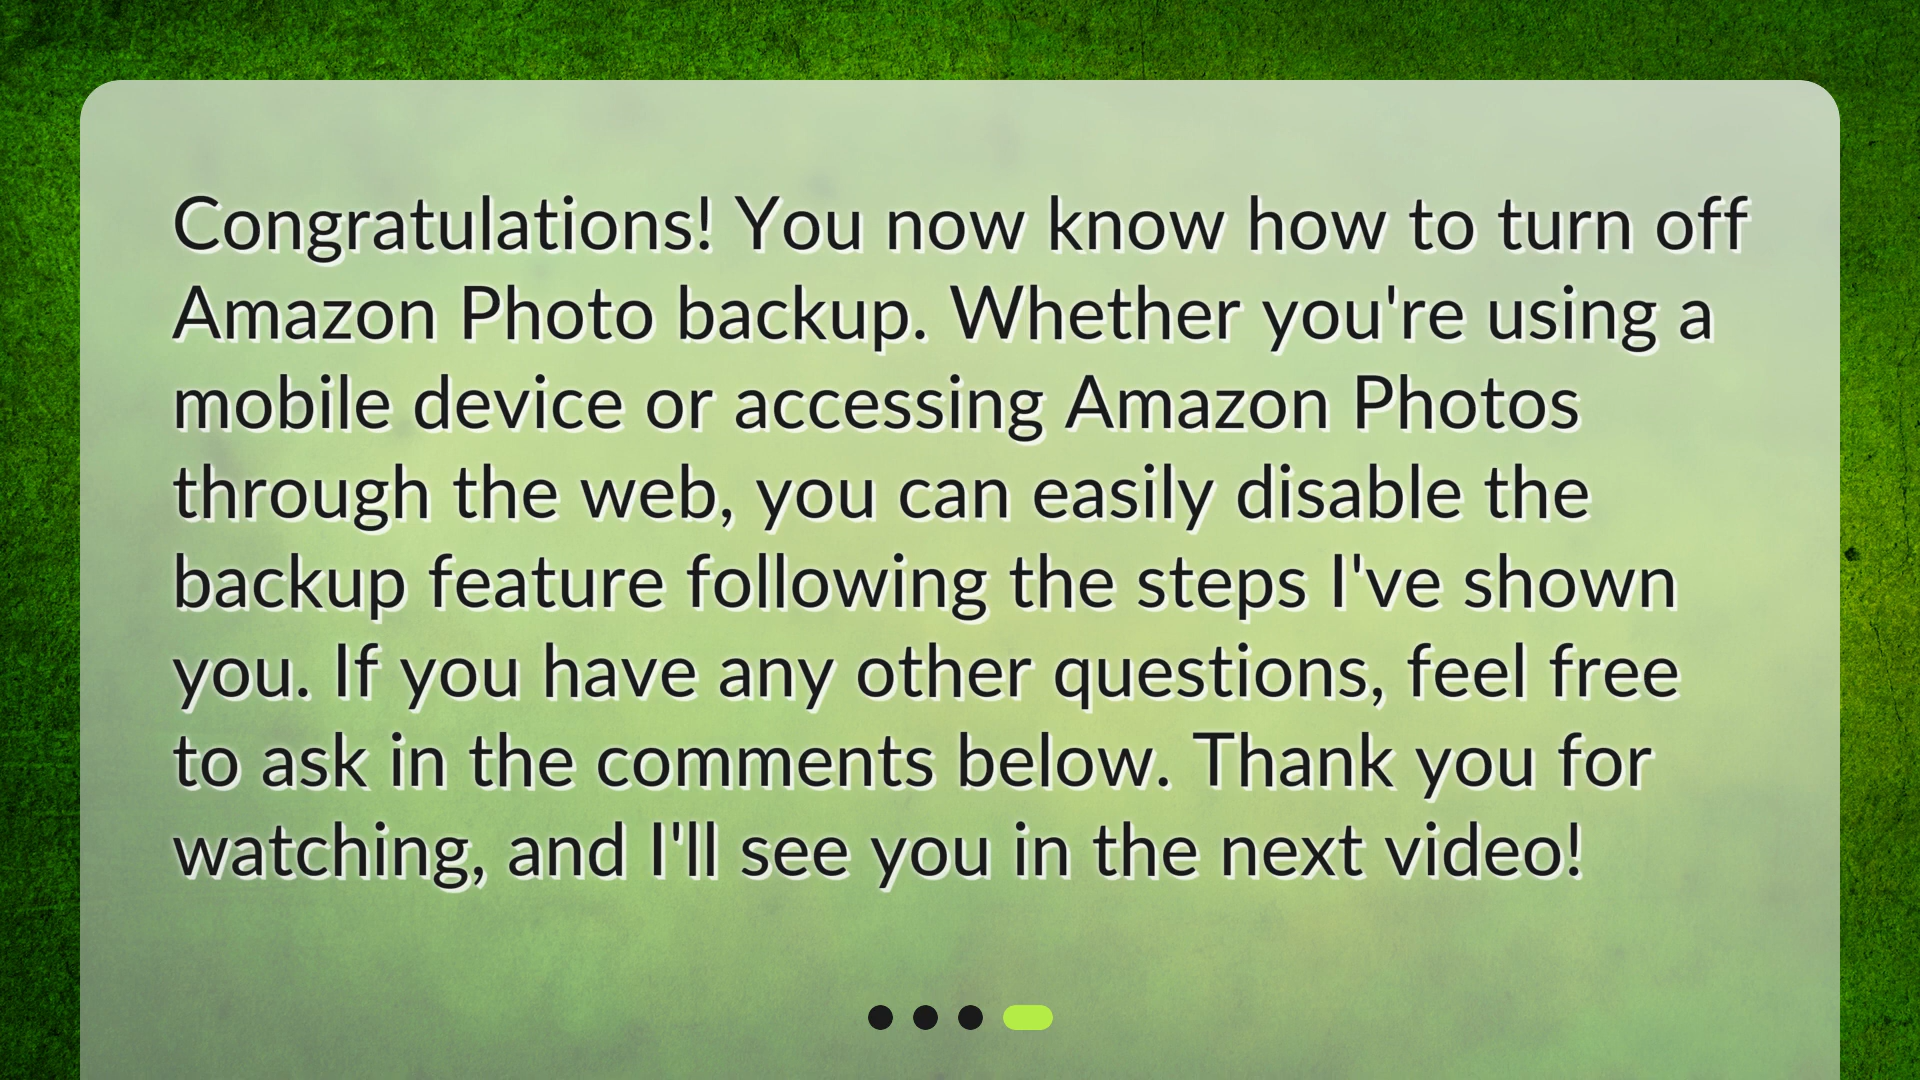 Congratulations! You now know how to turn off
Amazon Photo backup. Whether you're using a
mobile device or accessing Amazon Photos
through the web, you can easily disable the
backup feature following the steps I've shown
you. If you have any other questions, feel free
to ask in the comments below. Thank you for
watching, and I'll see you in the next video!